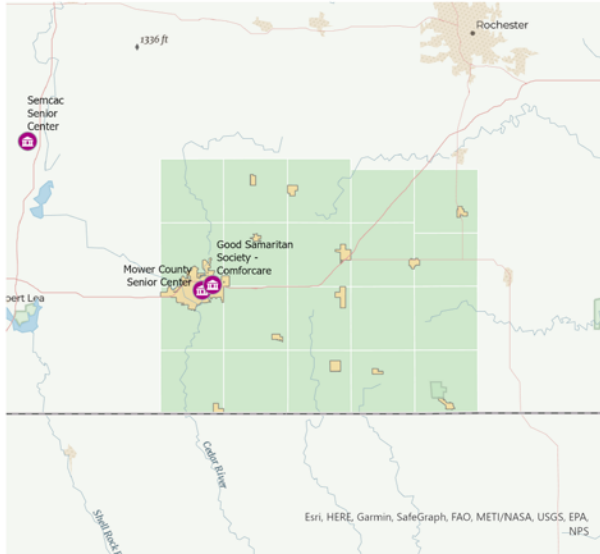 Rochester
1336 ft
Semcac
Senior
Center
Good Samaritan
Society -
Comforcare
Mower County
Senior Center
bert Lea
Cedar River
Shell Rock R
Esri, HERE, Garmin, SafeGraph, FAO, METI/NASA, USGS, EPA,
NPS